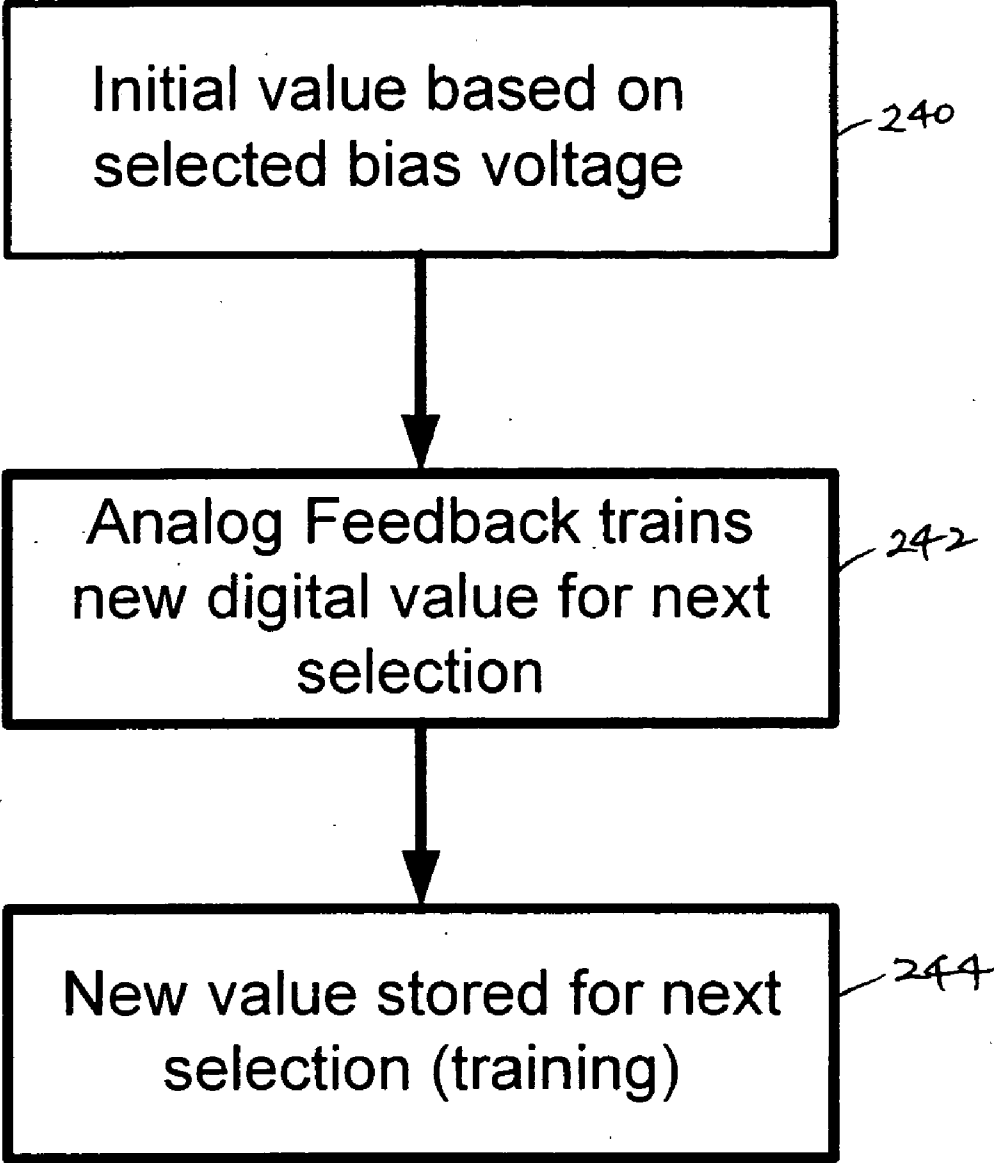 Initial value based on
selected bias voltage
240
Analog Feedback trains
new digital value for next
selection
242
New value stored for next
selection (training)
244